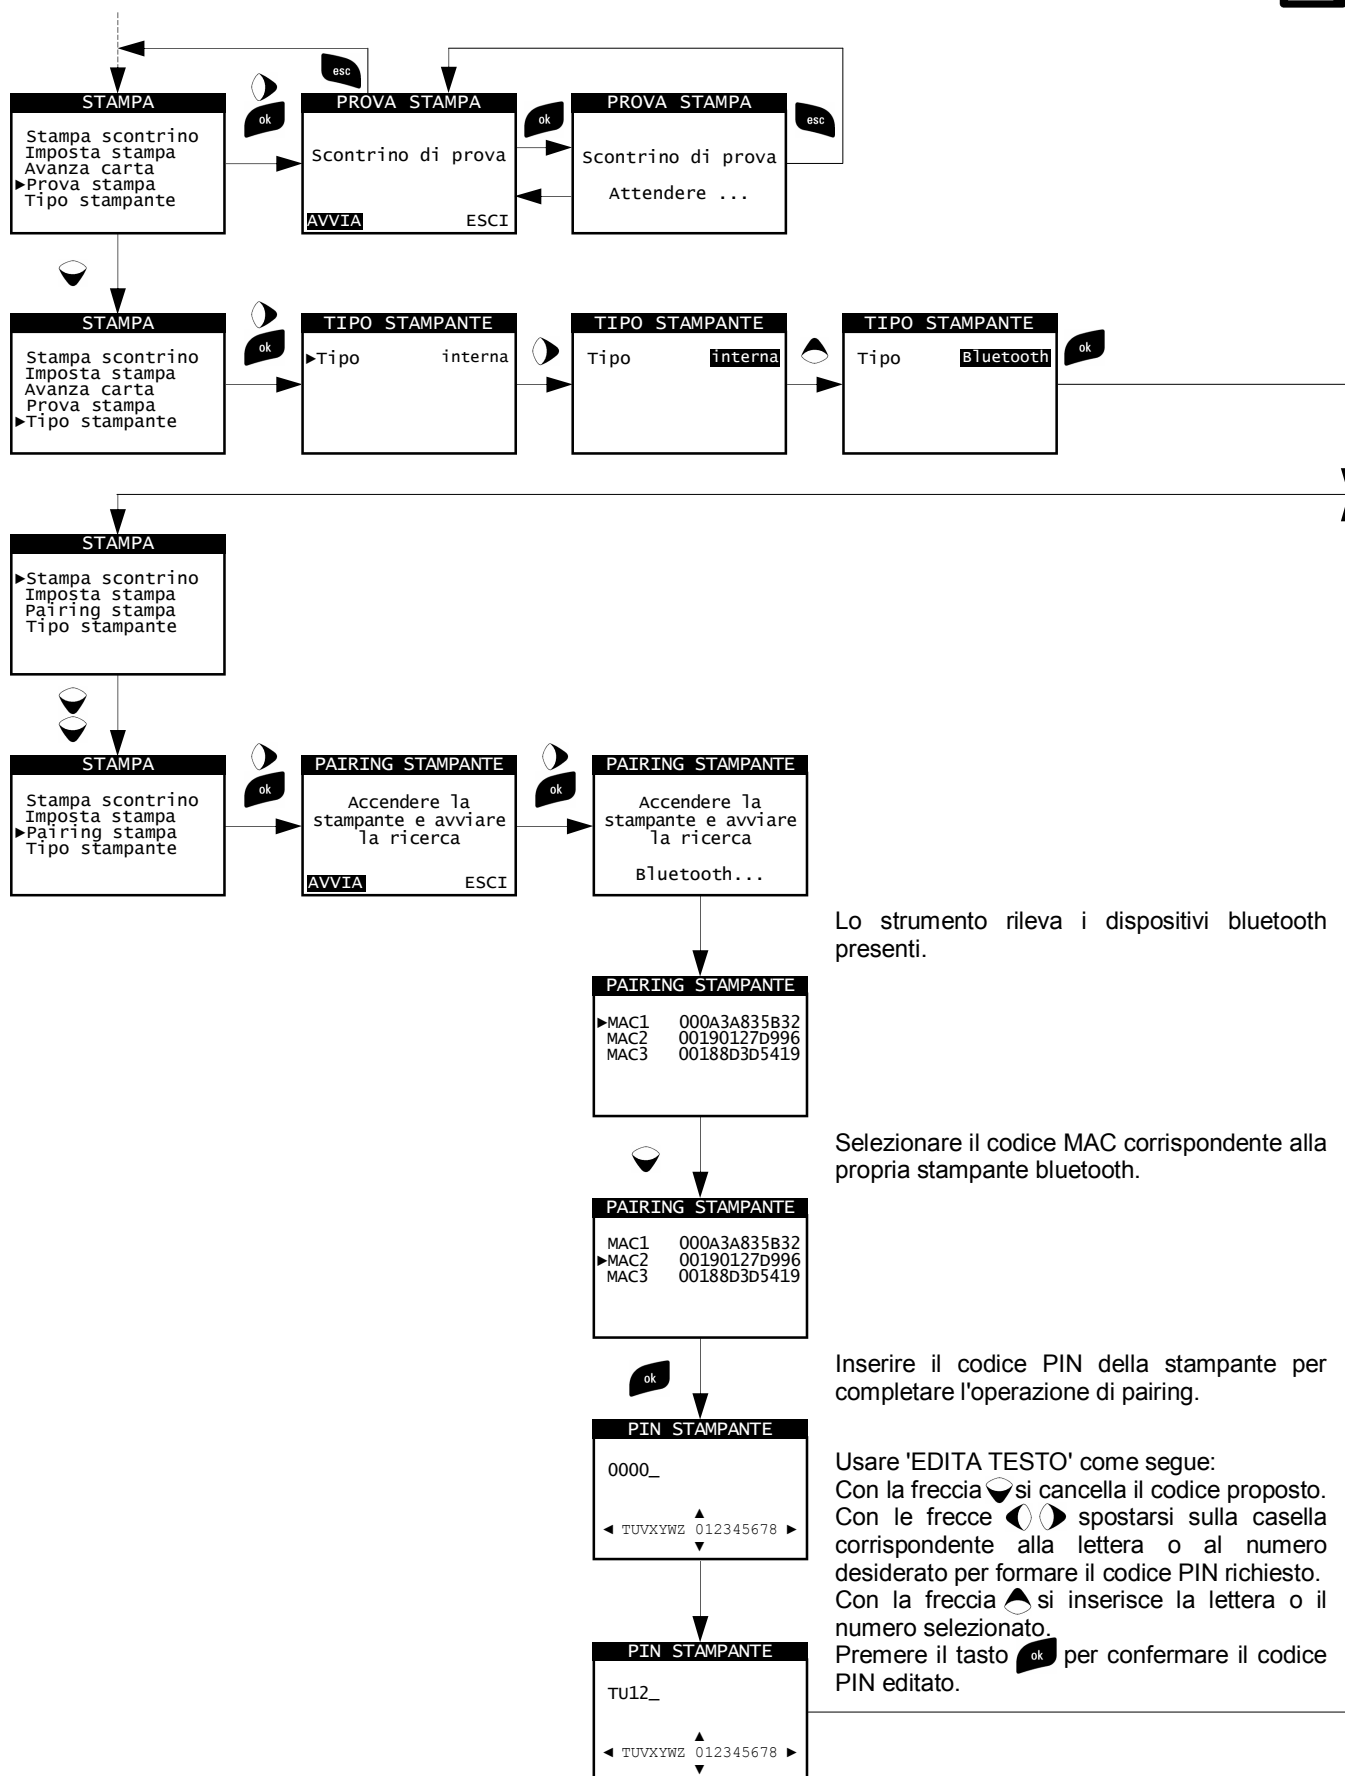 esc
STAMPA
Stampa scontrino
Imposta stampa
Avanza carta
►Prova stampa
Tipo stampante
ok
PROVA STAMPA
Scontrino di prova
AVVIA ESCI
ok
PROVA STAMPA
Scontrino di prova
Attendere ...
esc
STAMPA
Stampa scontrino
Imposta stampa
Avanza carta
Prova stampa
►Tipo stampante
ok
TIPO STAMPANTE
►Tipo interna
TIPO STAMPANTE
Tipo interna
TIPO STAMPANTE
Tipo Bluetooth
ok
STAMPA
►Stampa scontrino
Imposta stampa
Pairing stampa
Tipo stampante
STAMPA
Stampa scontrino
Imposta stampa
►Pairing stampa
Tipo stampante
ok
PAIRING STAMPANTE
Accendere la
stampante e avviare
la ricerca
AVVIA ESCI
ok
PAIRING STAMPANTE
Accendere la
stampante e avviare
la ricerca
Bluetooth...
Lo strumento rileva i dispositivi bluetooth
presenti.
PAIRING STAMPANTE
►MAC1 000A3A835B32
MAC2 00190127D996
MAC3 00188D3D5419
Selezionare il codice MAC corrispondente alla
propria stampante bluetooth.
PAIRING STAMPANTE
MAC1 000A3A835B32
►MAC2 00190127D996
MAC3 00188D3D5419
ok
Inserire il codice PIN della stampante per
completare l'operazione di pairing.
PIN STAMPANTE
0000_
▲
◄ TUVXYWZ 012345678 ►
▼
Usare 'EDITA TESTO' come segue:
Con la freccia si cancella il codice proposto.
Con le frecce spostarsi sulla casella
corrispondente alla lettera o al numero
desiderato per formare il codice PIN richiesto.
Con la freccia si inserisce la lettera o il
numero selezionato.
Premere il tasto ok per confermare il codice
PIN editato.
PIN STAMPANTE
TU12_
▲
◄ TUVXYWZ 012345678 ►
▼